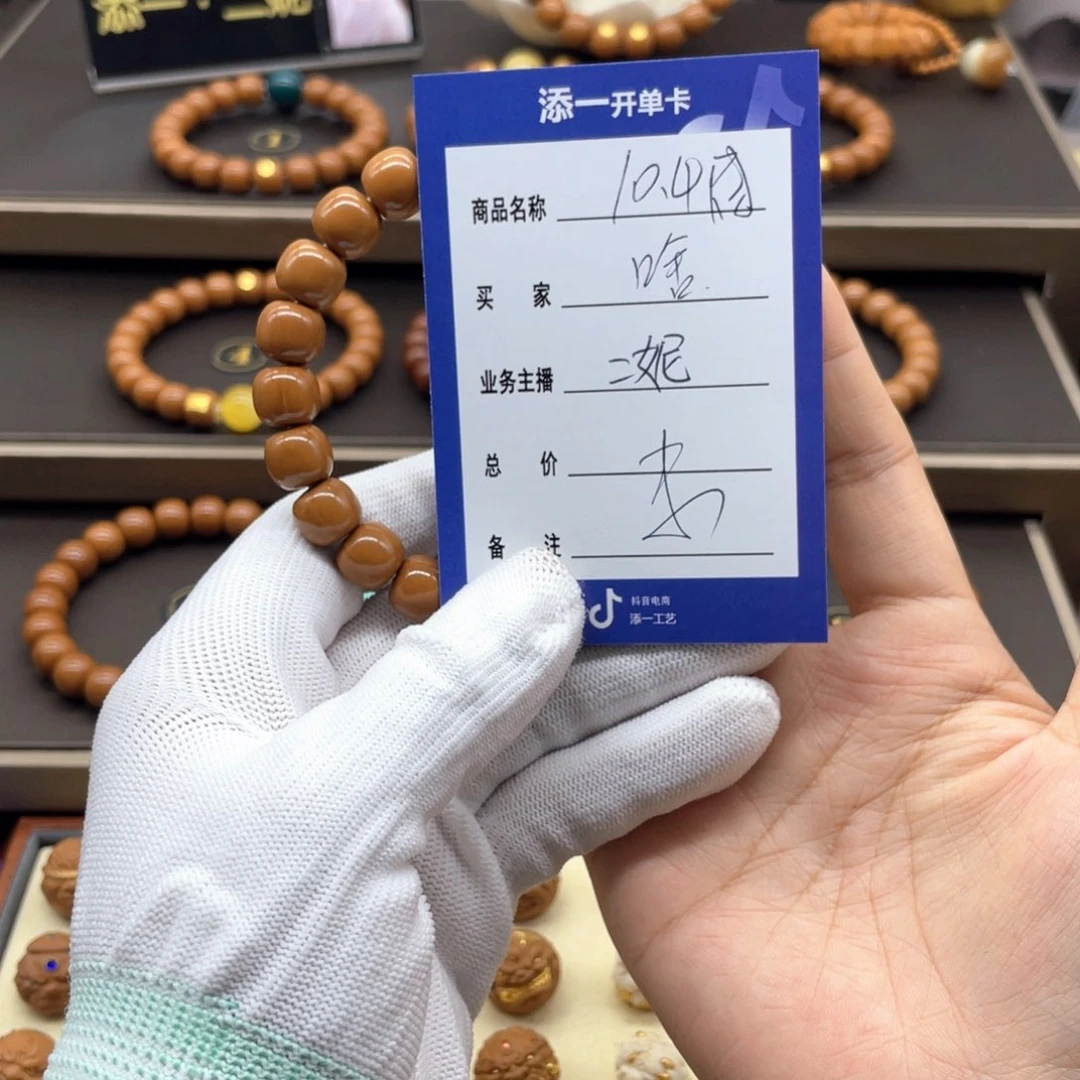 添一开单卡
商品名称 10.4
买家 啥
业务主播 二妮
总价
备注
抖音电商
添一工艺